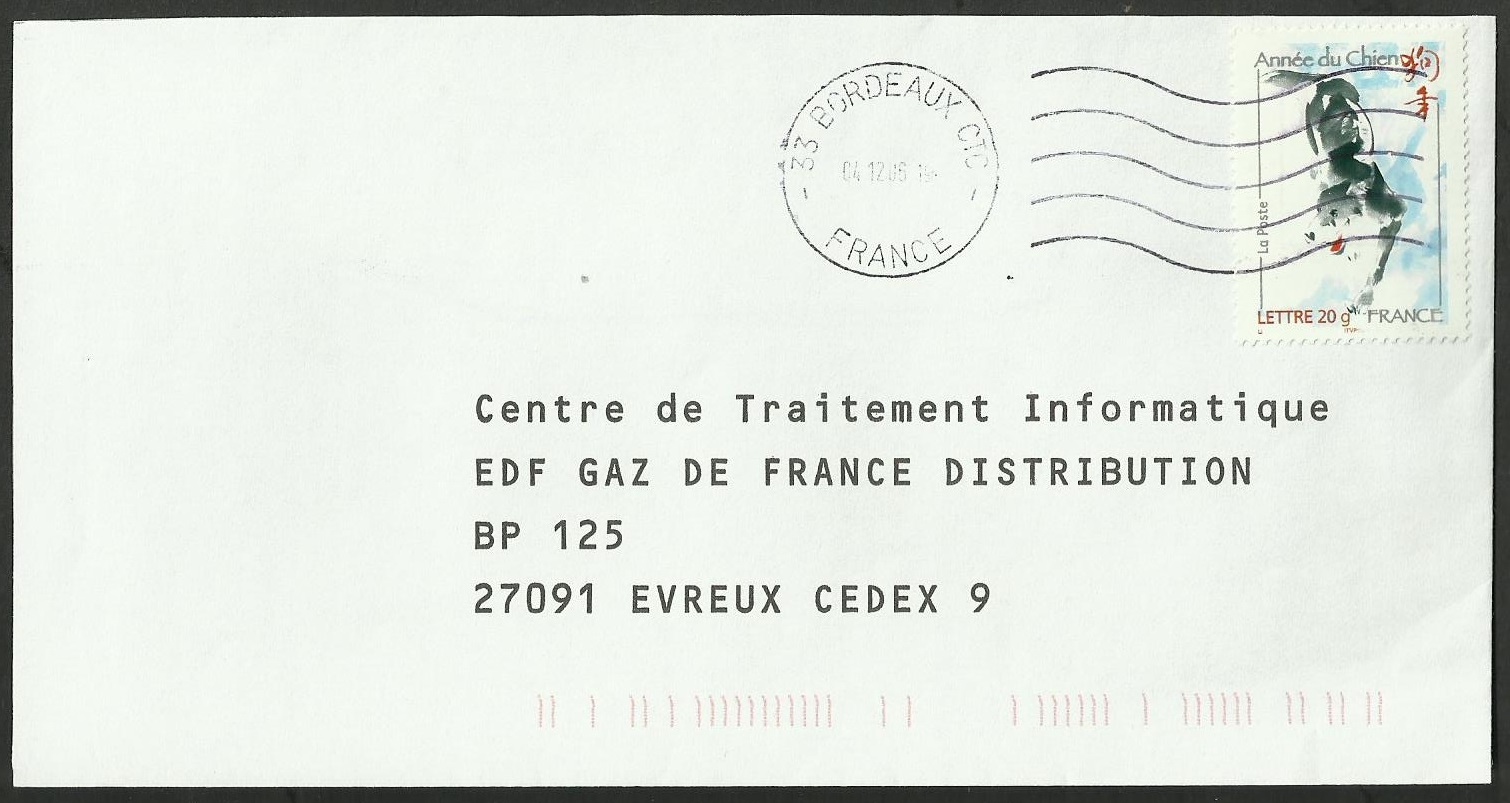 33 BORDEAUX CTC
04 12 06
FRANCE
Année du Chien
La Poste
LETTRE 20 g
FRANCE
Centre de Traitement Informatique
EDF GAZ DE FRANCE DISTRIBUTION
BP 125
27091 EVREUX CEDEX 9